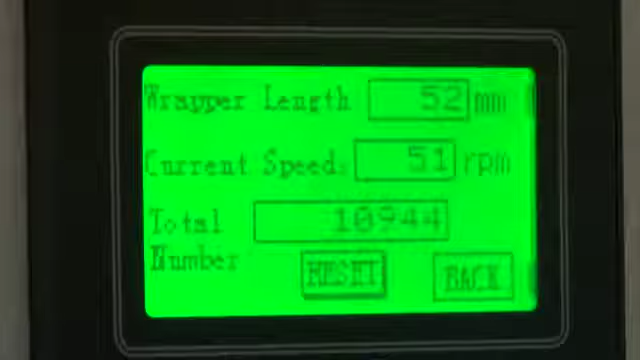 Wrapper Length 52 mm
Current Speed: 51 rpm
Total 10944
Number RESET BACK